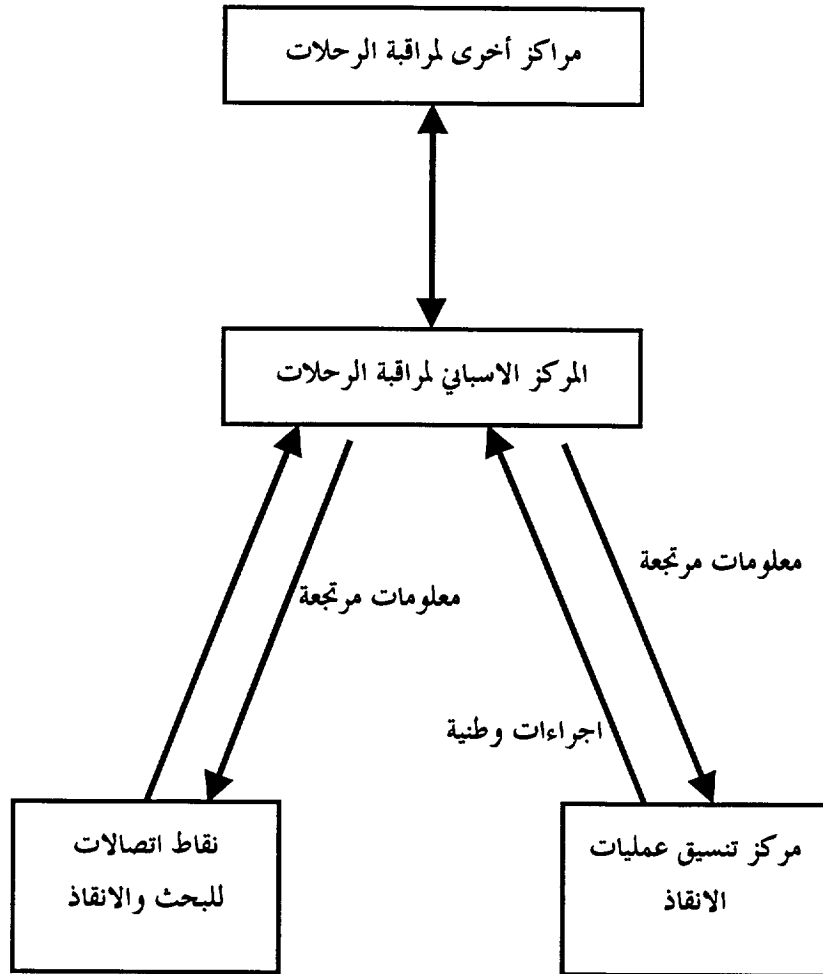 مراكز أخرى لمراقبة الرحلات
المركز الاسباني لمراقبة الرحلات
معلومات مرتجعة
معلومات مرتجعة
اجراءات وطنية
نقاط اتصالات
للبحث والانقاذ
مركز تنسيق عمليات
الانقاذ